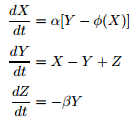 dX/dt = α[Y − ϕ(X)]
dY/dt = X − Y + Z
dZ/dt = −βY